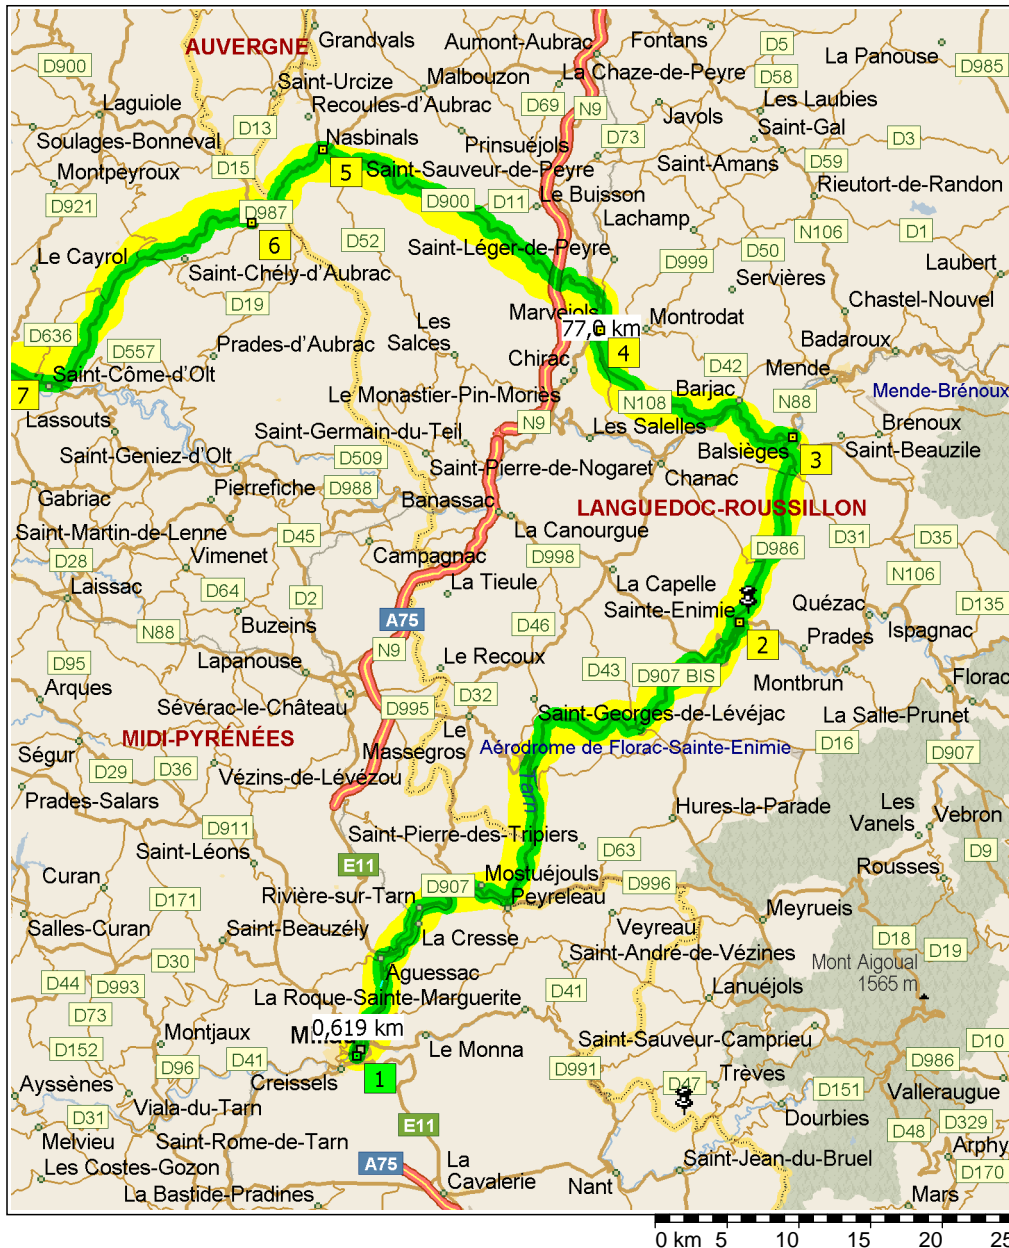 Grandvals
AUVERGNE
Aumont-Aubrac
Fontans
D5
La Panouse
D900
Saint-Urcize
Malbouzon
La Chaze-de-Peyre
D58
D985
Laguiole
Recoules-d'Aubrac
D69
N9
Javols
Les Laubies
Soulages-Bonneval
D13
Nasbinals
Prinsuéjols
D73
Saint-Gal
D3
Montpeyroux
D15
5
Saint-Sauveur-de-Peyre
Saint-Amans
D59
Rieutort-de-Randon
D921
D987
D900
D11
Le Buisson
Lachamp
N106
D1
6
D52
Saint-Léger-de-Peyre
D999
D50
Laubert
Le Cayrol
Saint-Chély-d'Aubrac
Servières
D19
Marvejols
Chastel-Nouvel
Les
Salces
77,0 km
Montrodat
D636
D557
Prades-d'Aubrac
Chirac
4
Badaroux
7
Saint-Côme-d'Olt
D42
Mende
Le Monastier-Pin-Moriès
Barjac
Mende-Brénoux
Lassouts
N9
N108
N88
Saint-Germain-du-Teil
Les Salelles
Brenoux
Saint-Geniez-d'Olt
D509
Balsièges
3
Saint-Beauzile
Saint-Pierre-de-Nogaret
Chanac
Gabriac
Pierrefiche
D988
Banassac
LANGUEDOC-ROUSSILLON
Saint-Martin-de-Lenne
D45
La Canourgue
D31
D35
D28
Vimenet
Campagnac
D998
D986
Laissac
D64
D2
La Tieule
La Capelle
N106
Sainte-Enimie
Quézac
D135
N88
Buzeins
A75
D46
2
Prades
Ispagnac
D95
Lapanouse
N9
Le Recoux
D43
D907 BIS
Montbrun
Florac
Arques
Sévérac-le-Château
D995
D32
Saint-Georges-de-Lévéjac
La Salle-Prunet
Ségur
MIDI-PYRÉNÉES
Le
Massegros
Aérodrome de Florac-Sainte-Enimie
D16
D907
D29
D36
Vézins-de-Lévézou
Tarn
Prades-Salars
Hures-la-Parade
Les
Vanels
Vebron
D911
Saint-Pierre-des-Tripiers
Saint-Léons
E11
D63
D9
Curan
Mostuéjouls
Rousses
D171
Rivière-sur-Tarn
D907
Peyreleau
D996
Salles-Curan
Veyreau
Meyrueis
Saint-Beauzély
La Cresse
D18
D19
D30
Aguessac
Saint-André-de-Vézines
Mont Aigoual
1565 m
D44
D993
La Roque-Sainte-Marguerite
D41
Lanuéjols
D73
0,619 km
Saint-Sauveur-Camprieu
D10
D152
Montjaux
Le Monna
D96
D41
1
D991
D986
Creissels
D47
Trèves
Ayssènes
D151
Valleraugue
Viala-du-Tarn
Dourbies
D31
E11
D48
D329
Melvieu
Saint-Rome-de-Tarn
Arphy
Les Costes-Gozon
A75
La
Cavalerie
Saint-Jean-du-Bruel
D170
La Bastide-Pradines
Nant
Mars
0 km 5 10 15 20 25